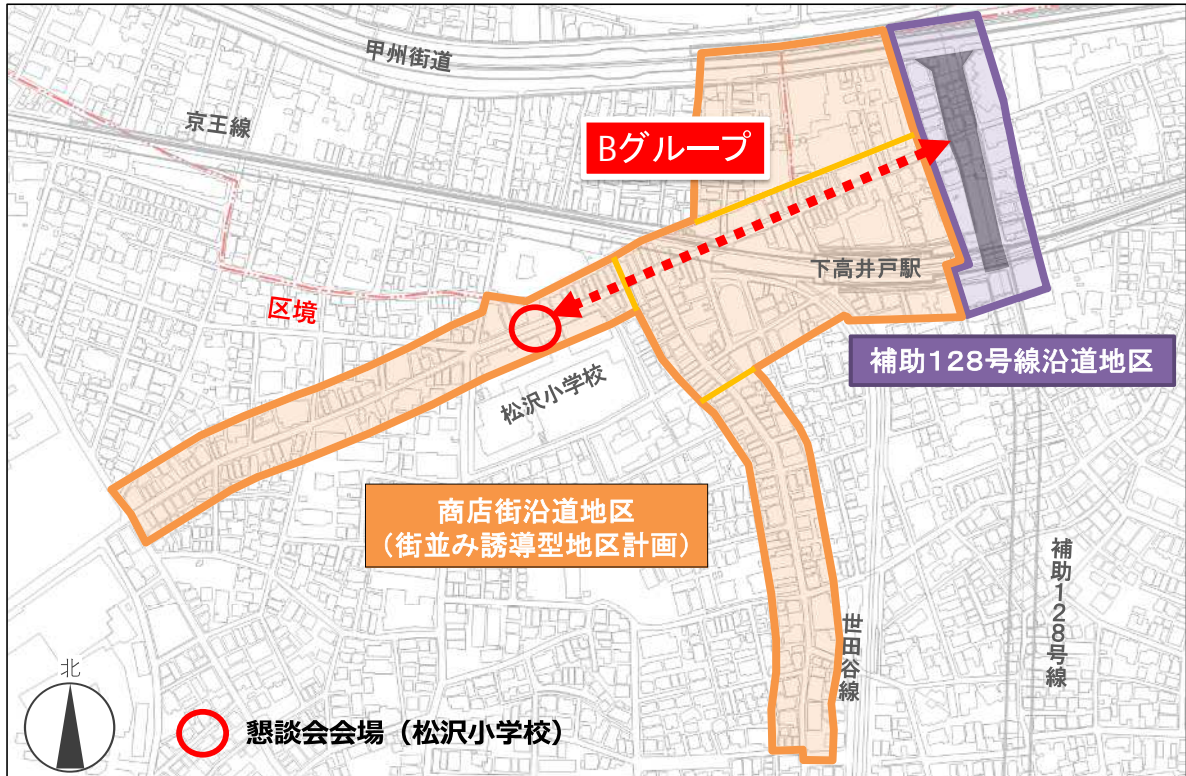 甲州街道
京王線
Bグループ
下高井戸駅
区境
補助128号線沿道地区
松沢小学校
商店街沿道地区
(街並み誘導型地区計画)
補助128号線
世田谷線
北
懇談会会場(松沢小学校)